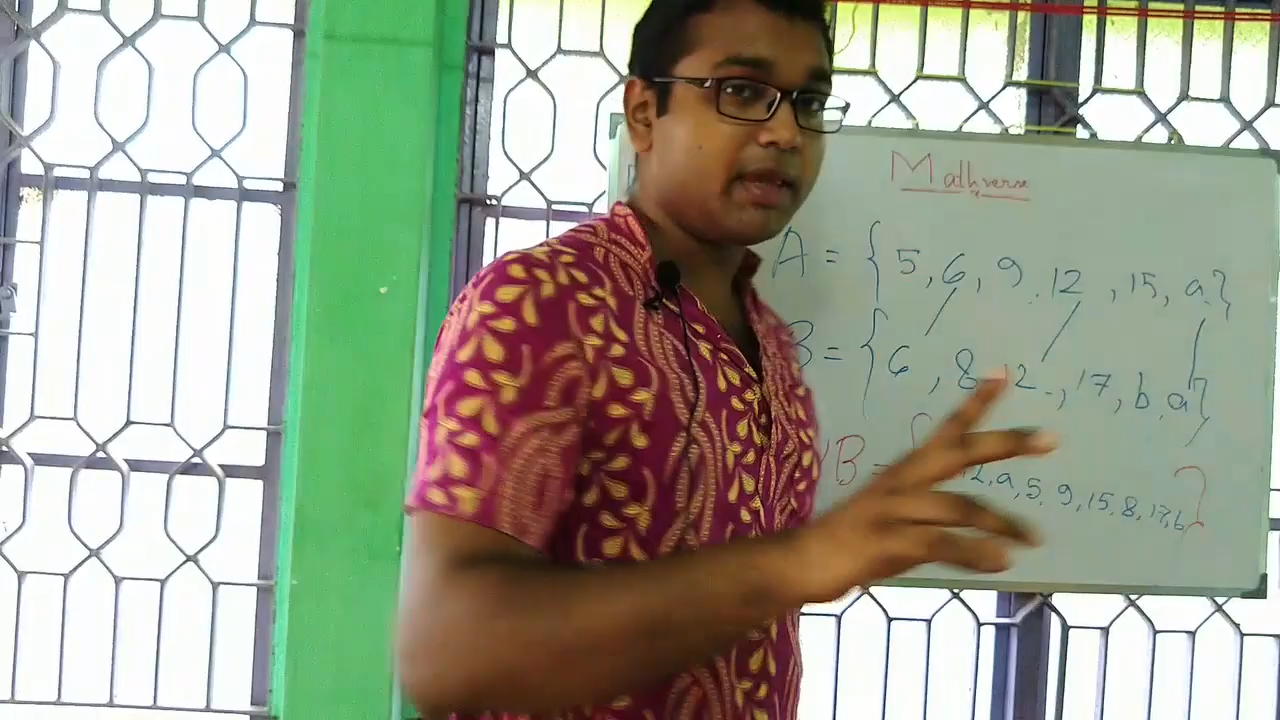 Mathverse
A = { 5, 6, 9, 12, 15, a }
B = { 6, 8, 12, 17, b, a }
B = { 12, a, 5, 9, 15, 8, 17, b }